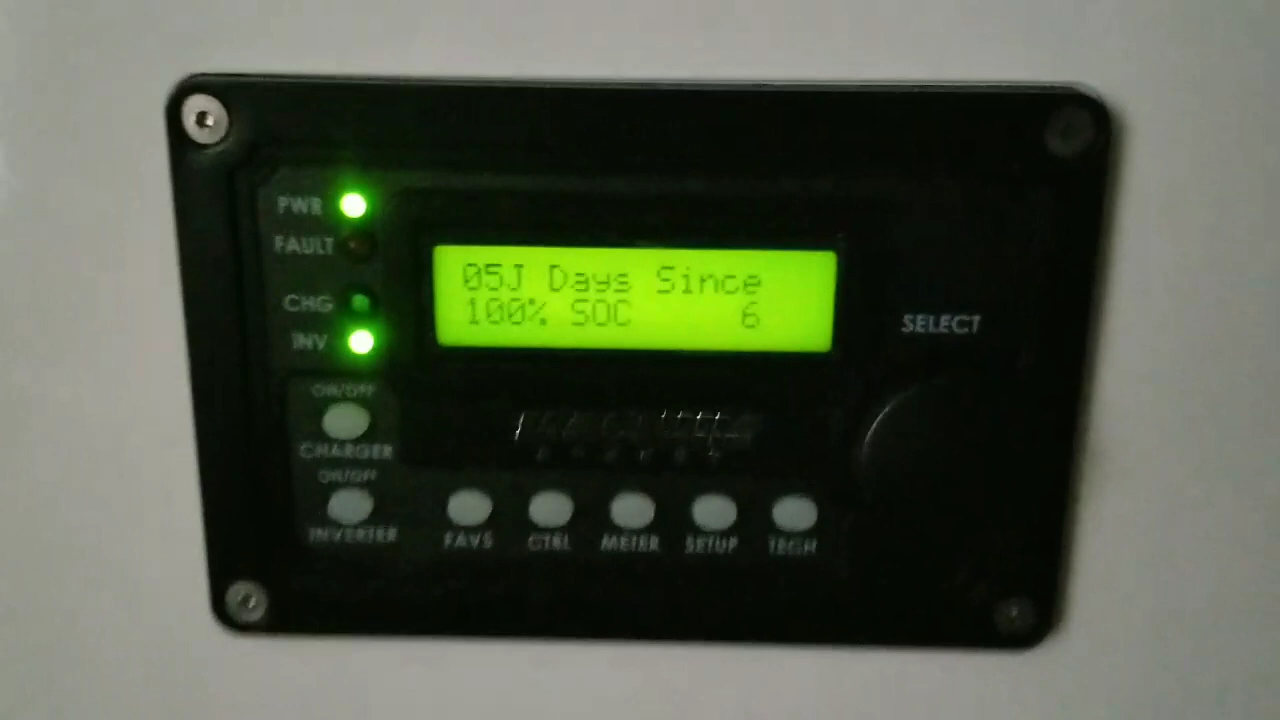 PWR
FAULT
CHG
INV
05J Days Since
100% SOC 6
SELECT
ON/OFF
CHARGER
ON/OFF
INVERTER
FAVS
CTRL
METER
SETUP
TECH